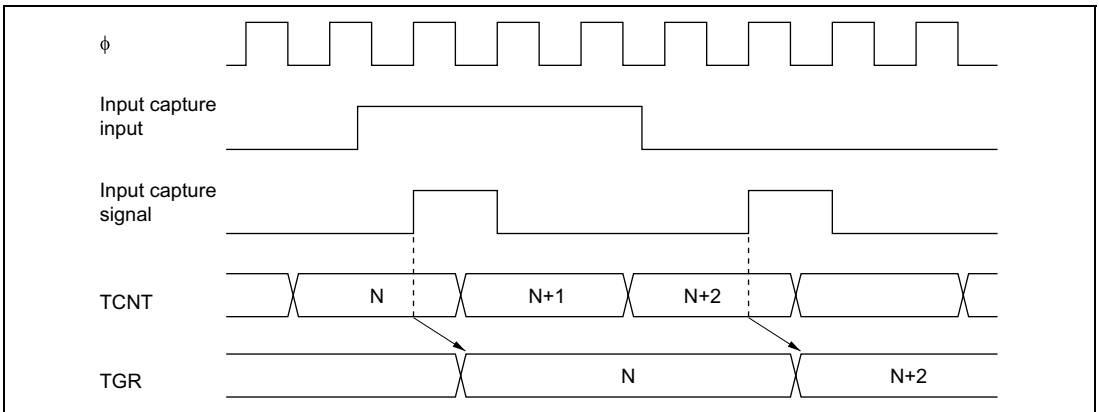 ϕ
Input capture
input
Input capture
signal
TCNT N N+1 N+2
TGR N N+2